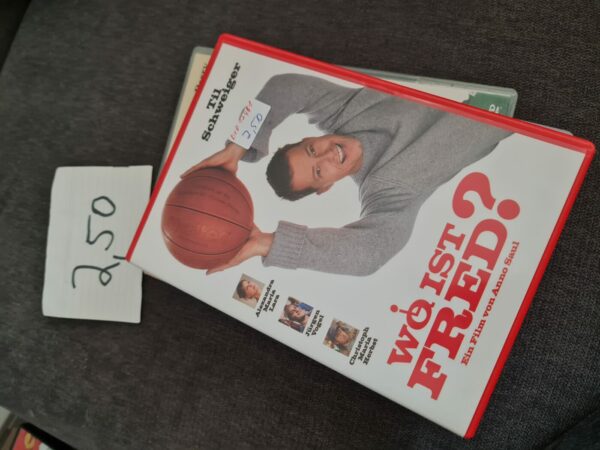 2,50
Til
Schweiger
2,50
Alexandra
Maria
Lara
Jürgen
Vogel
Christoph
Maria
Herbst
WO IST
FRED?
Ein Film von Anno Saul